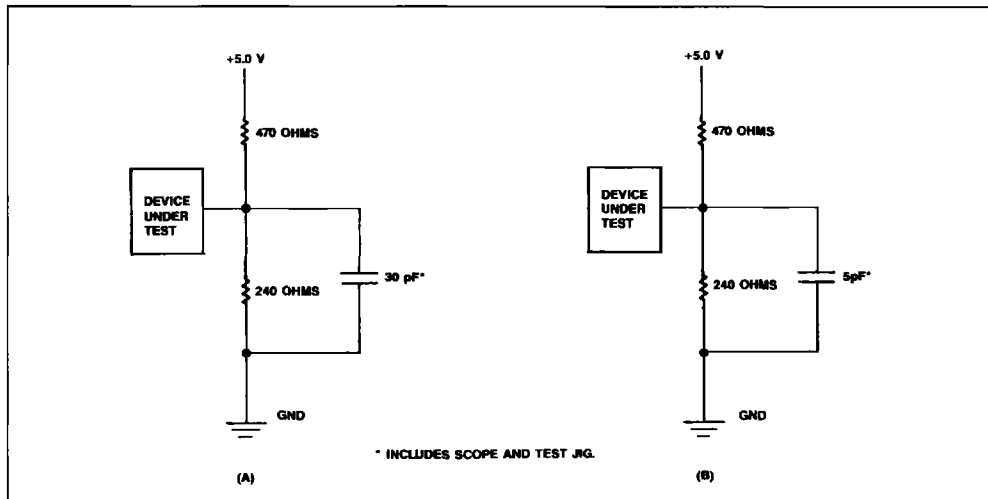 +5.0 V
470 OHMS
DEVICE
UNDER
TEST
30 pF*
240 OHMS
GND
(A)
+5.0 V
470 OHMS
DEVICE
UNDER
TEST
5pF*
240 OHMS
GND
(B)
* INCLUDES SCOPE AND TEST JIG.